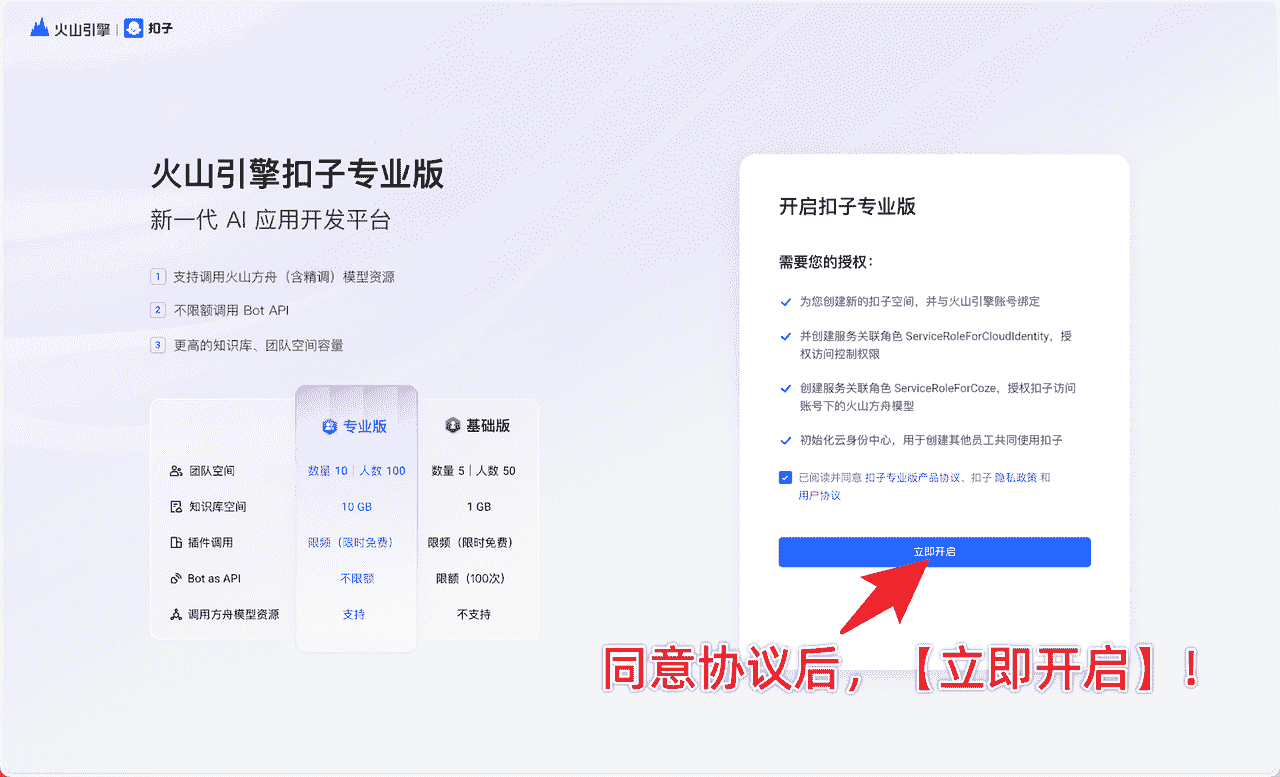 火山引擎 | 扣子
火山引擎扣子专业版
新一代 AI 应用开发平台
1 支持调用火山方舟（含精调）模型资源
2 不限额调用 Bot API
3 更高的知识库、团队空间容量
专业版 基础版
团队空间 数量 10 | 人数 100 数量 5 | 人数 50
知识库空间 10 GB 1 GB
插件调用 限频（限时免费） 限频（限时免费）
Bot as API 不限额 限额（100次）
调用方舟模型资源 支持 不支持
开启扣子专业版
需要您的授权：
为您创建新的扣子空间，并与火山引擎账号绑定
并创建服务关联角色 ServiceRoleForCloudIdentity，授
权访问控制权限
创建服务关联角色 ServiceRoleForCoze，授权扣子访问
账号下的火山方舟模型
初始化云身份中心，用于创建其他员工共同使用扣子
已阅读并同意 扣子专业版产品协议、扣子 隐私政策 和
用户协议
立即开启
同意协议后，【立即开启】！